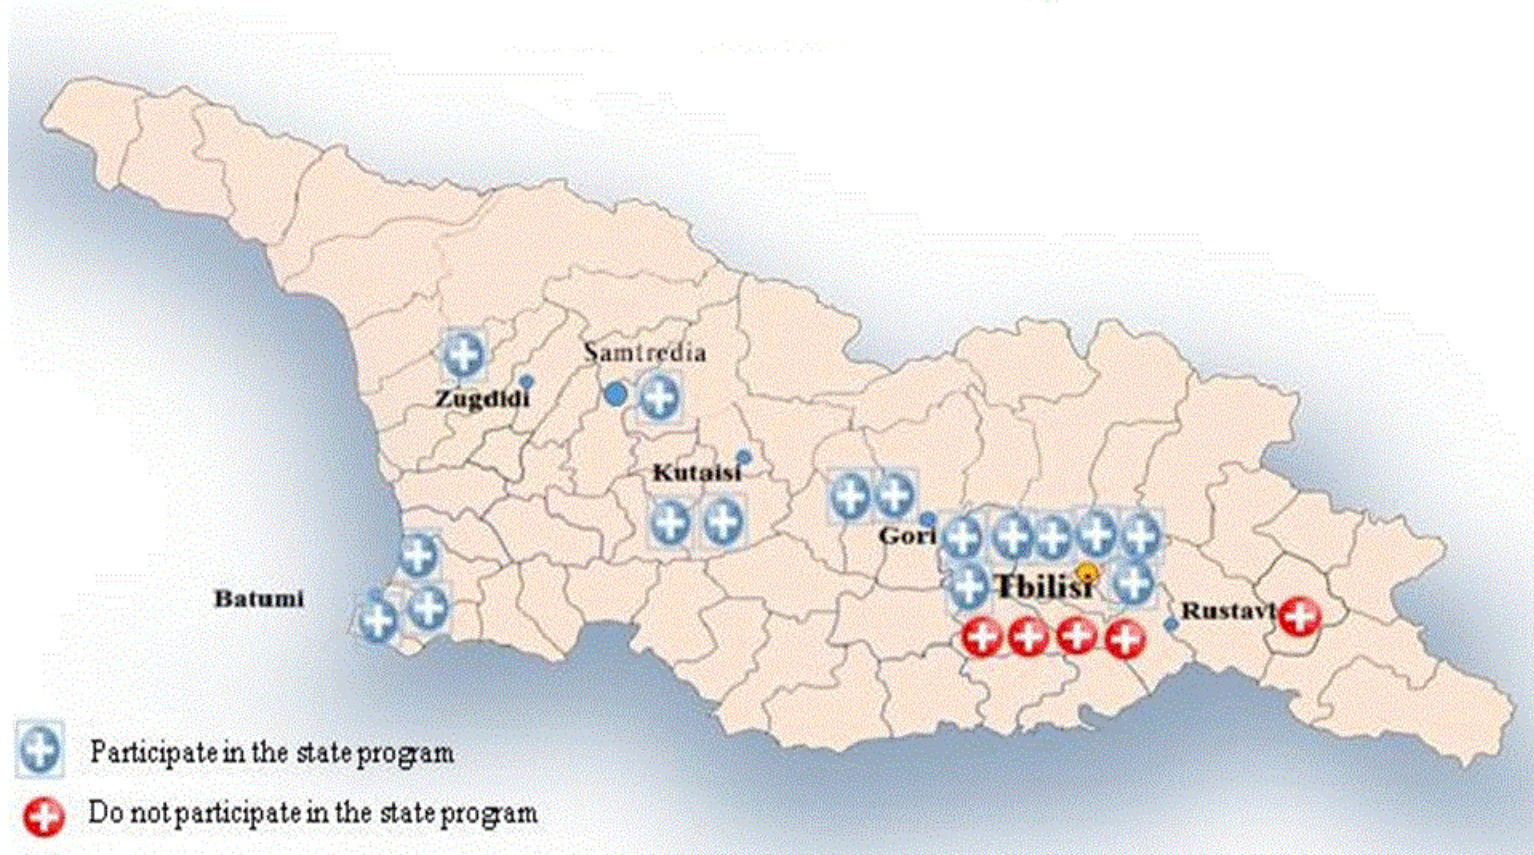 Samtredia
Zugdidi
Kutaisi
Gori
Tbilisi
Batumi
Rustavi
Participate in the state program
Do not participate in the state program